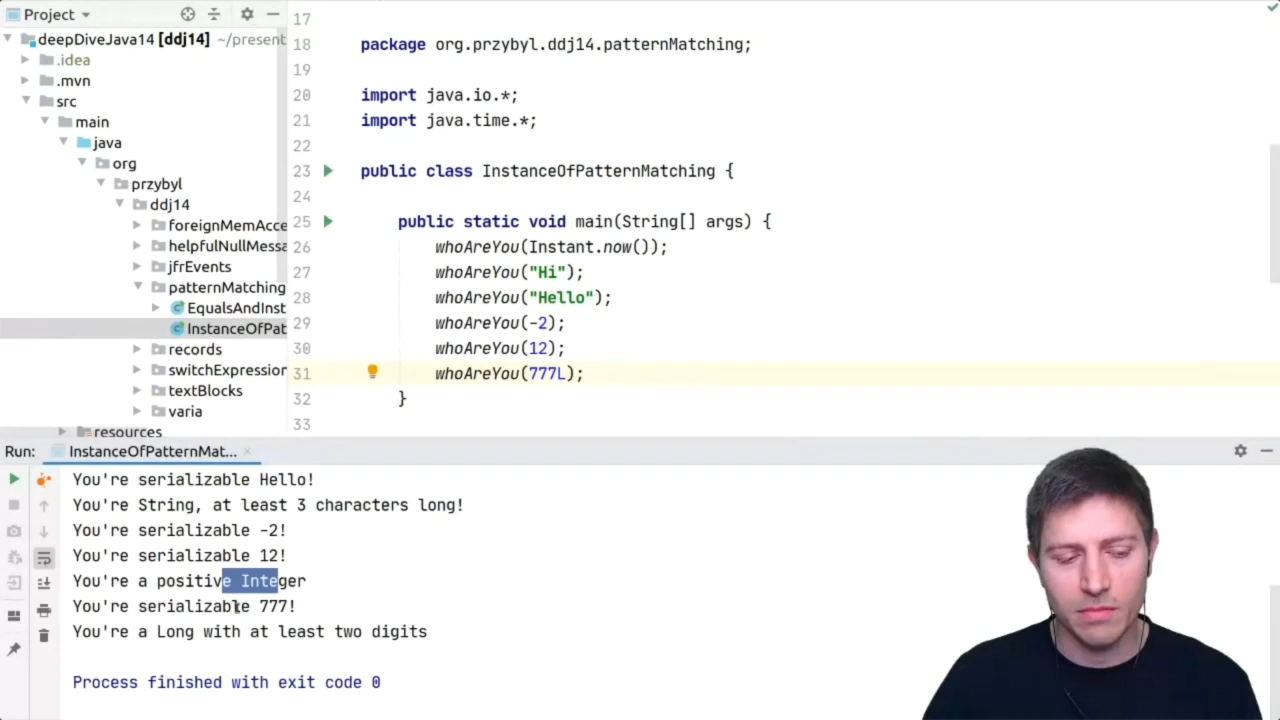 Project
deepDiveJava14 [ddj14] ~/present
.idea
.mvn
src
main
java
org
przybyl
ddj14
foreignMemAcce
helpfulNullMessa
jfrEvents
patternMatching
EqualsAndInst
InstanceOfPat
records
switchExpression
textBlocks
varia
resources
17
18 package org.przybyl.ddj14.patternMatching;
19
20 import java.io.*;
21 import java.time.*;
22
23 public class InstanceOfPatternMatching {
24
25 public static void main(String[] args) {
26 whoAreYou(Instant.now());
27 whoAreYou("Hi");
28 whoAreYou("Hello");
29 whoAreYou(-2);
30 whoAreYou(12);
31 whoAreYou(777L);
32 }
33
Run: InstanceOfPatternMat...
You're serializable Hello!
You're String, at least 3 characters long!
You're serializable -2!
You're serializable 12!
You're a positive Integer
You're serializable 777!
You're a Long with at least two digits
Process finished with exit code 0